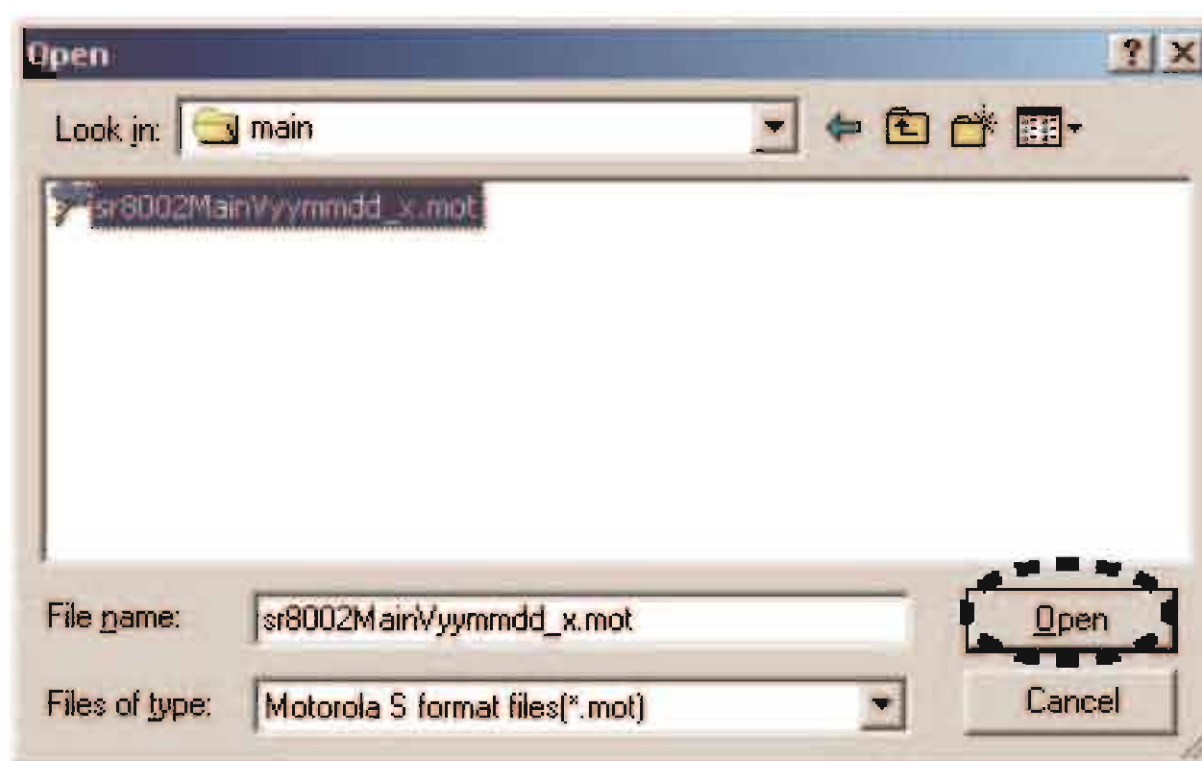 Open
Look in: main
sr8002MainVyymmdd_x.mot
File name: sr8002MainVyymmdd_x.mot Open
Files of type: Motorola S format files(*.mot) Cancel